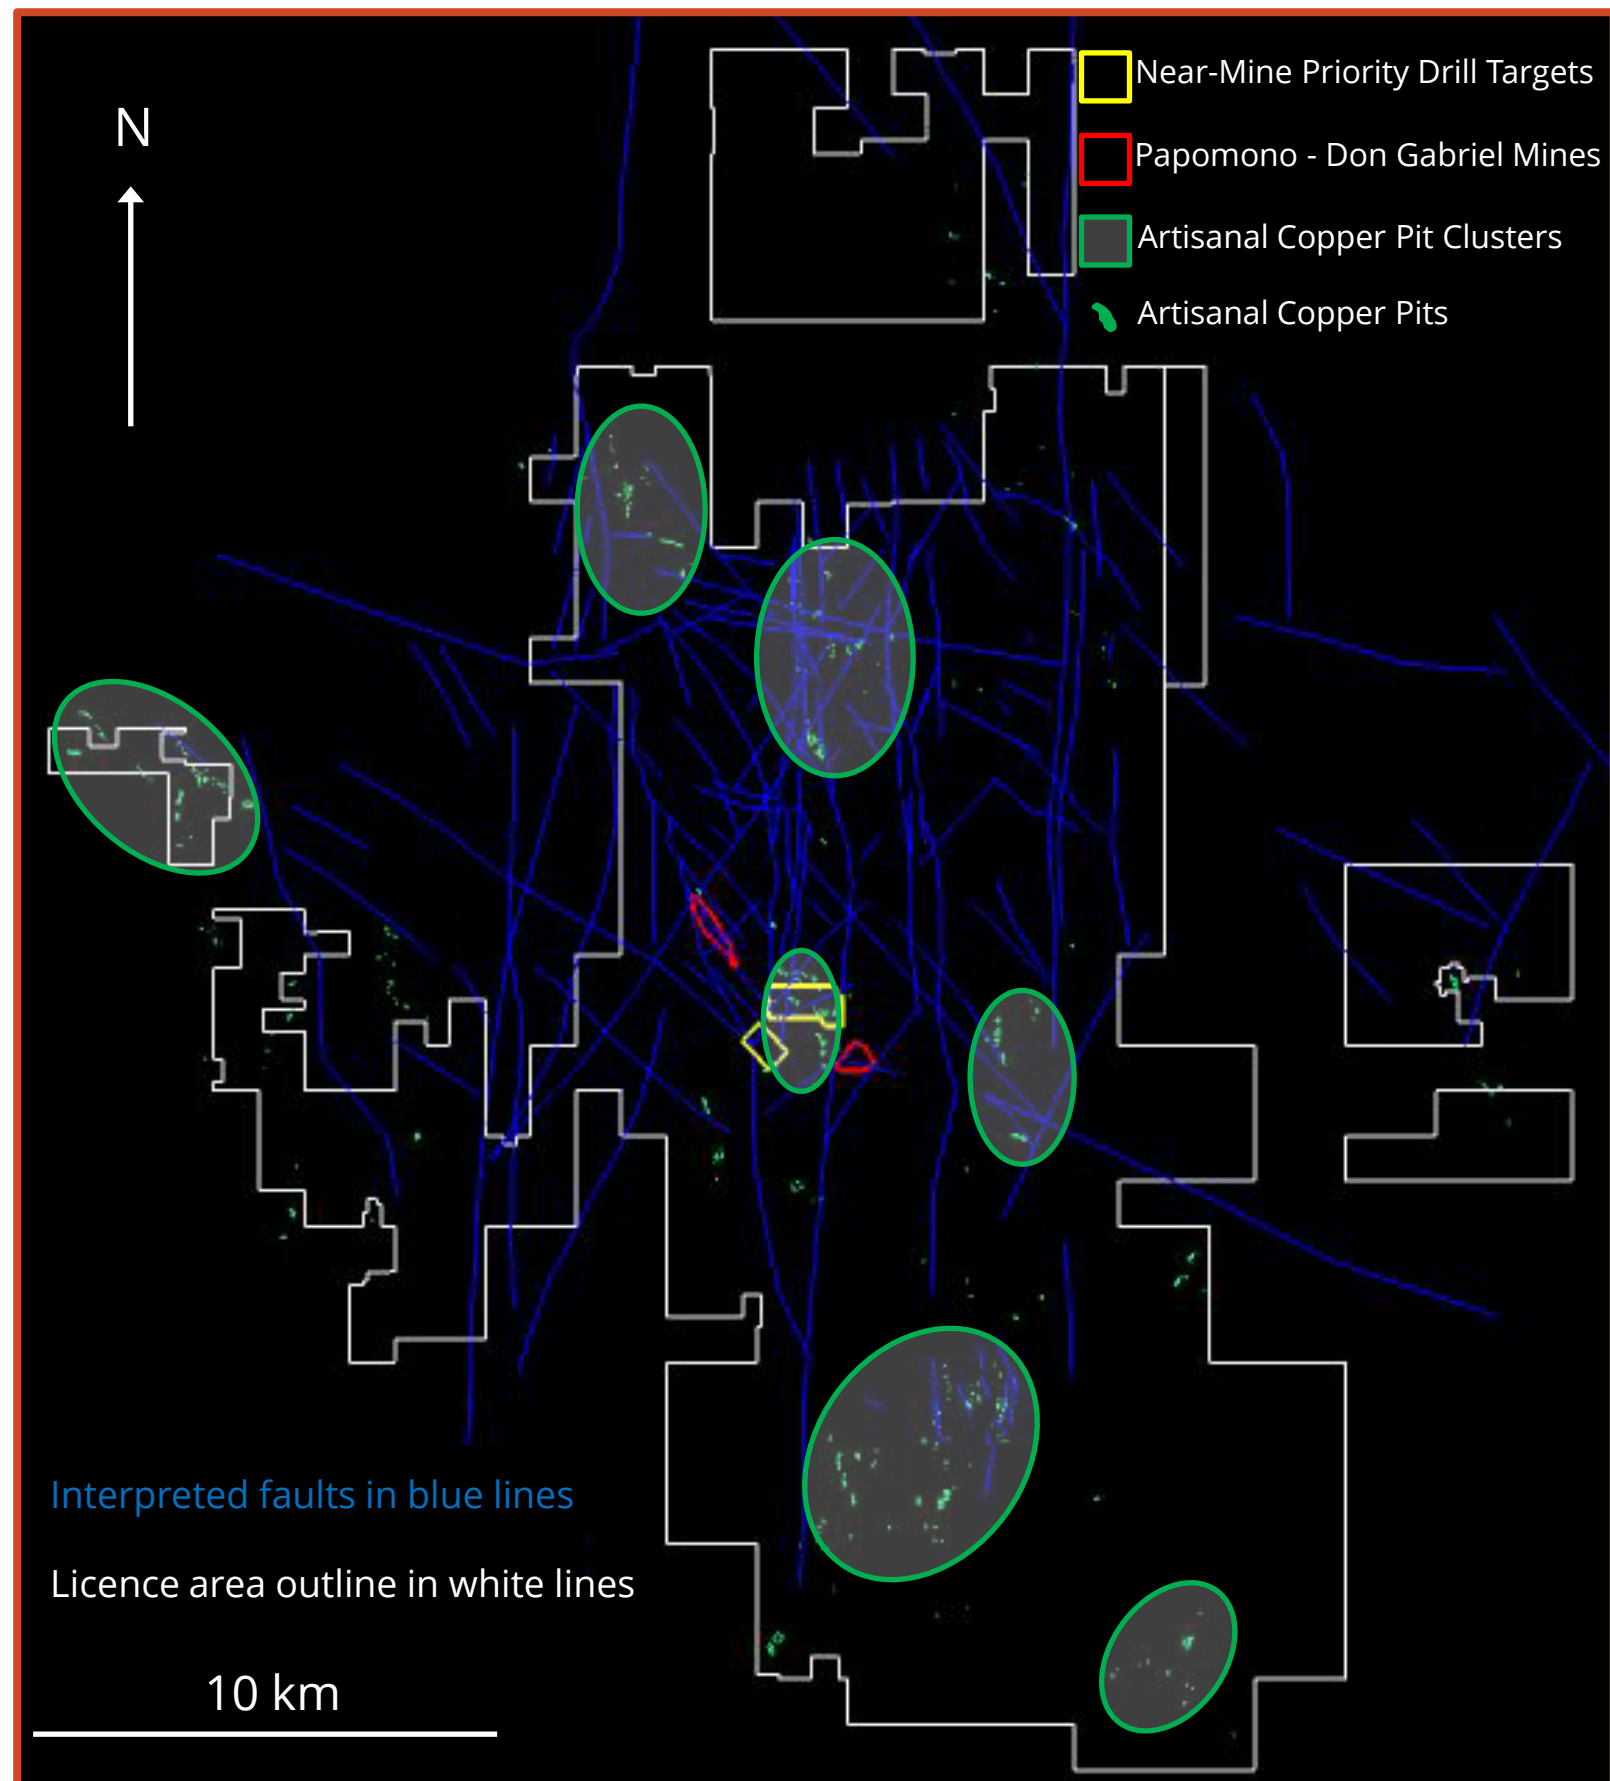 N
Near-Mine Priority Drill Targets
Papomono - Don Gabriel Mines
Artisanal Copper Pit Clusters
Artisanal Copper Pits
Interpreted faults in blue lines
Licence area outline in white lines
10 km